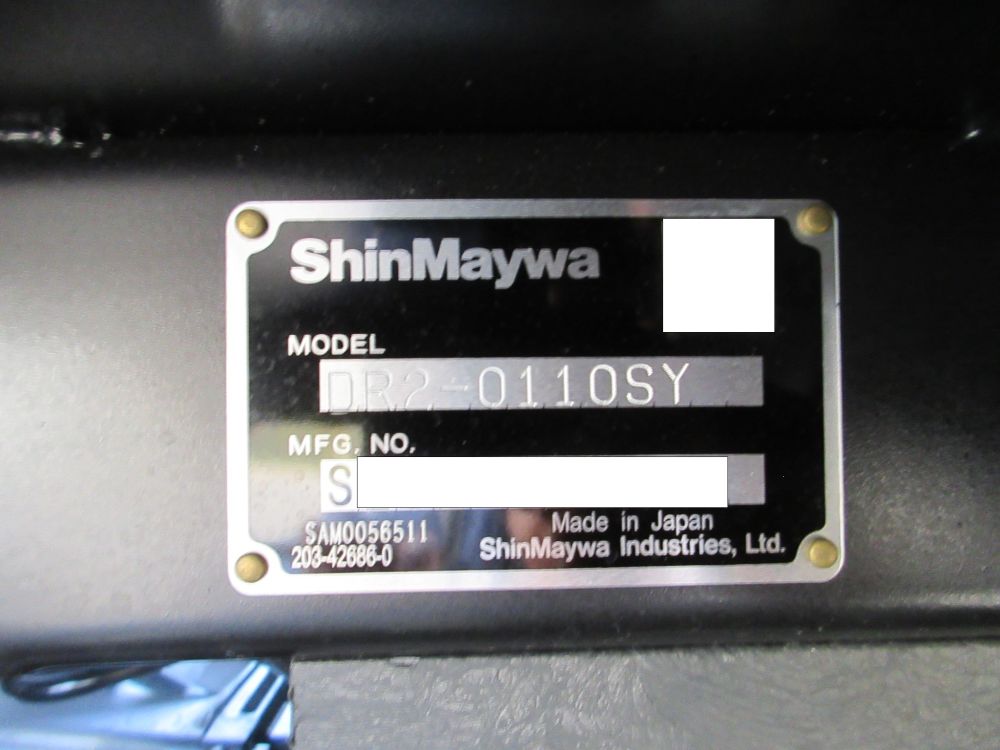 ShinMaywa
MODEL
DR2-0110SY
MFG. NO.
S
SAM0056511
203-42686-0
Made in Japan
ShinMaywa Industries, Ltd.